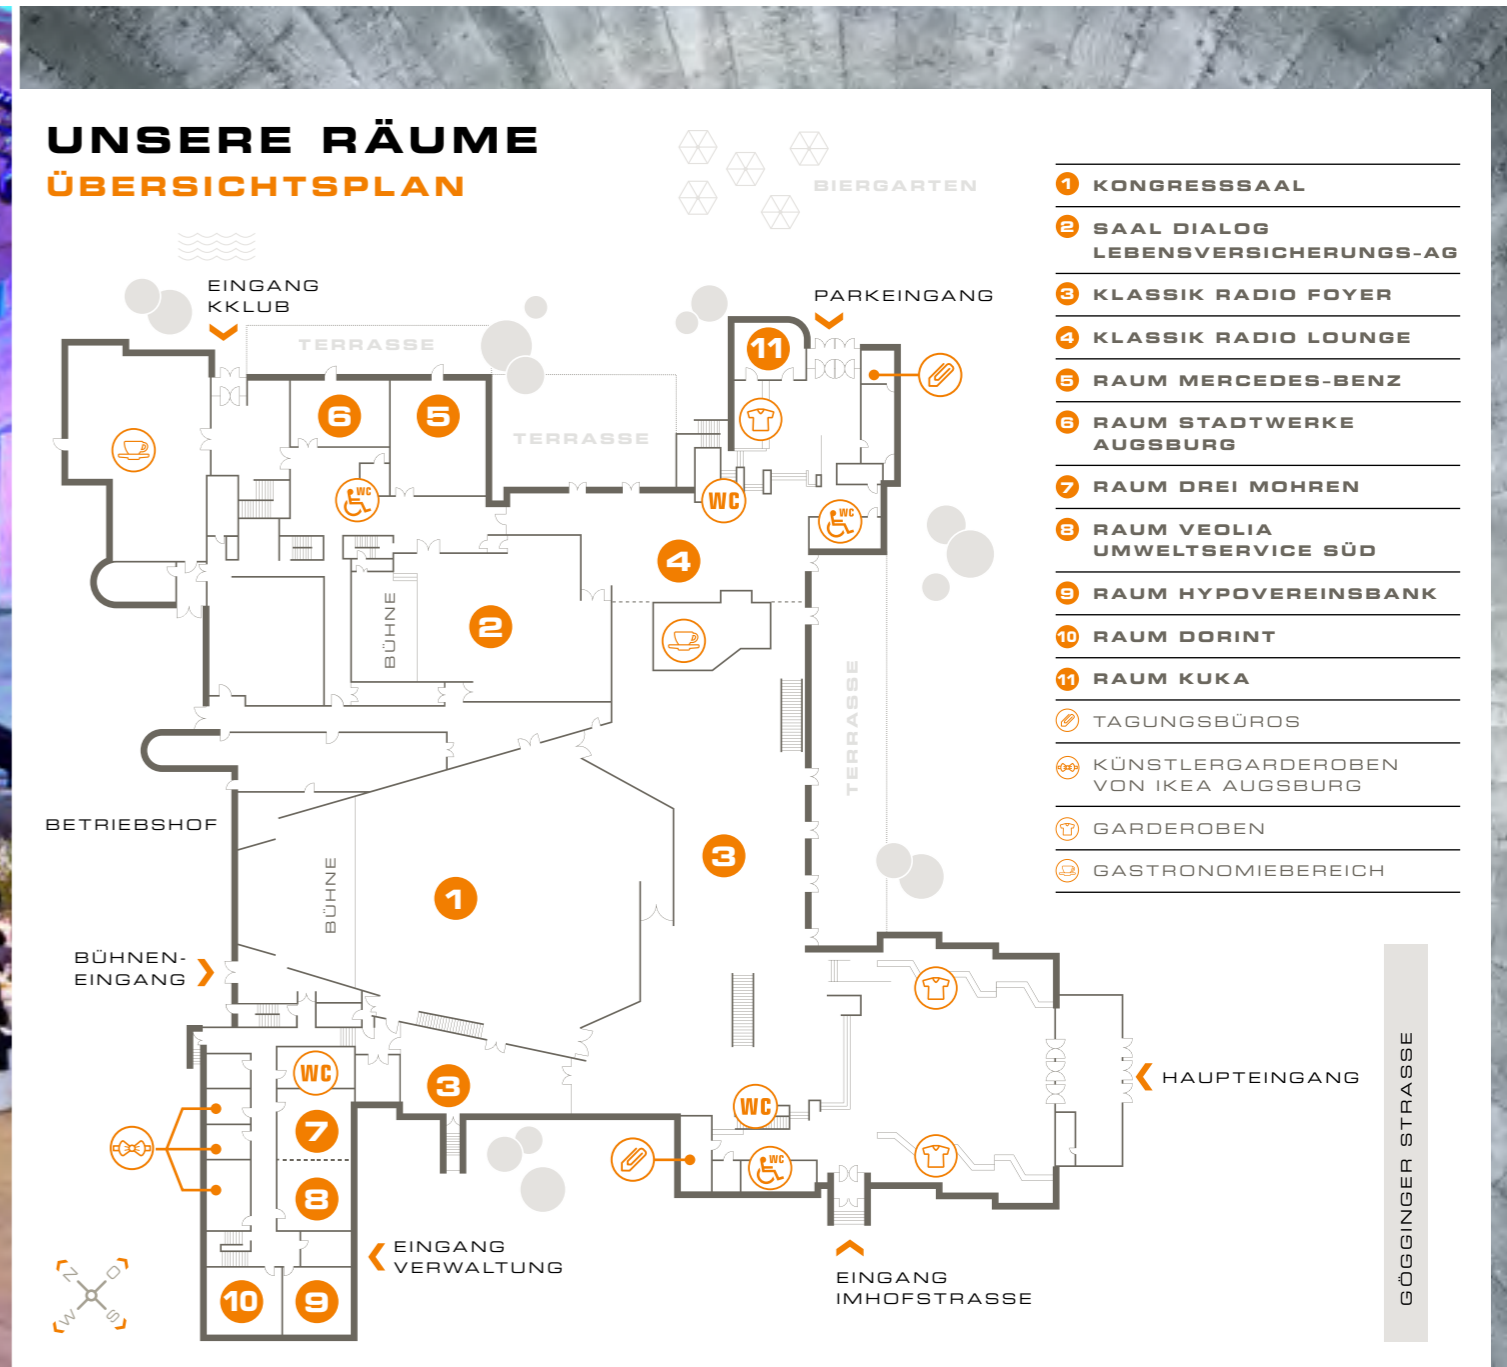 UNSERE RÄUME
ÜBERSICHTSPLAN
BIERGARTEN
EINGANG
KKLUB
PARKEINGANG
TERRASSE
TERRASSE
11
6
5
WC
WC
WC
4
BÜHNE
2
TERRASSE
BETRIEBSHOF
3
BÜHNE
1
BÜHNEN-
EINGANG
WC
3
HAUPTEINGANG
WC
7
WC
8
EINGANG
VERWALTUNG
EINGANG
IMHOFSTRASSE
10
9
N
O
W
S
GÖGGINGER STRASSE
1 KONGRESSSAAL
2 SAAL DIALOG
LEBENSVERSICHERUNGS-AG
3 KLASSIK RADIO FOYER
4 KLASSIK RADIO LOUNGE
5 RAUM MERCEDES-BENZ
6 RAUM STADTWERKE
AUGSBURG
7 RAUM DREI MOHREN
8 RAUM VEOLIA
UMWELTSERVICE SÜD
9 RAUM HYPOVEREINSBANK
10 RAUM DORINT
11 RAUM KUKA
TAGUNGSBÜROS
KÜNSTLERGARDEROBEN
VON IKEA AUGSBURG
GARDEROBEN
GASTRONOMIEBEREICH